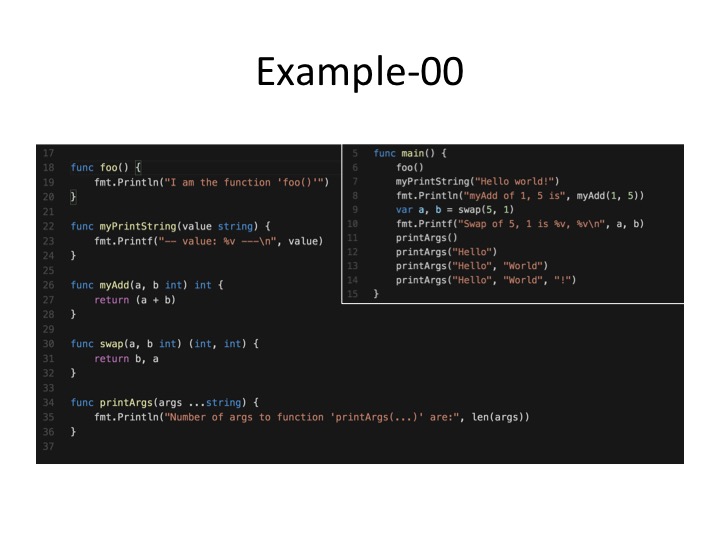 Example-00
17
18 func foo() {
19     fmt.Println("I am the function 'foo()'")
20 }
21
22 func myPrintString(value string) {
23     fmt.Printf("-- value: %v ---\n", value)
24 }
25
26 func myAdd(a, b int) int {
27     return (a + b)
28 }
29
30 func swap(a, b int) (int, int) {
31     return b, a
32 }
33
34 func printArgs(args ...string) {
35     fmt.Println("Number of args to function 'printArgs(...)' are:", len(args))
36 }
37
5 func main() {
6     foo()
7     myPrintString("Hello world!")
8     fmt.Println("myAdd of 1, 5 is", myAdd(1, 5))
9     var a, b = swap(5, 1)
10     fmt.Printf("Swap of 5, 1 is %v, %v\n", a, b)
11     printArgs()
12     printArgs("Hello")
13     printArgs("Hello", "World")
14     printArgs("Hello", "World", "!")
15 }